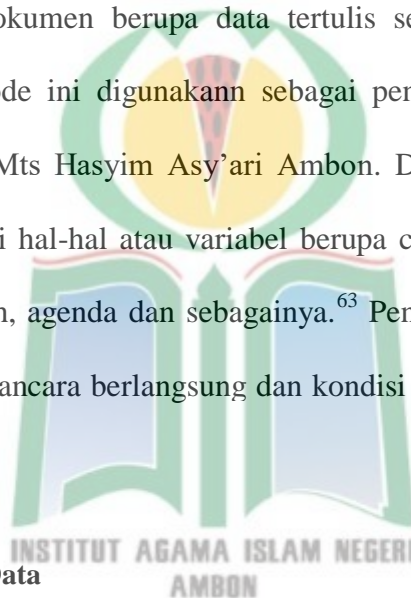 okumen berupa data tertulis se
de ini digunakann sebagai pen
Mts Hasyim Asy’ari Ambon. D
i hal-hal atau variabel berupa c
n, agenda dan sebagainya.63 Pen
ancara berlangsung dan kondisi
INSTITUT AGAMA ISLAM NEGERI
AMBON
Data